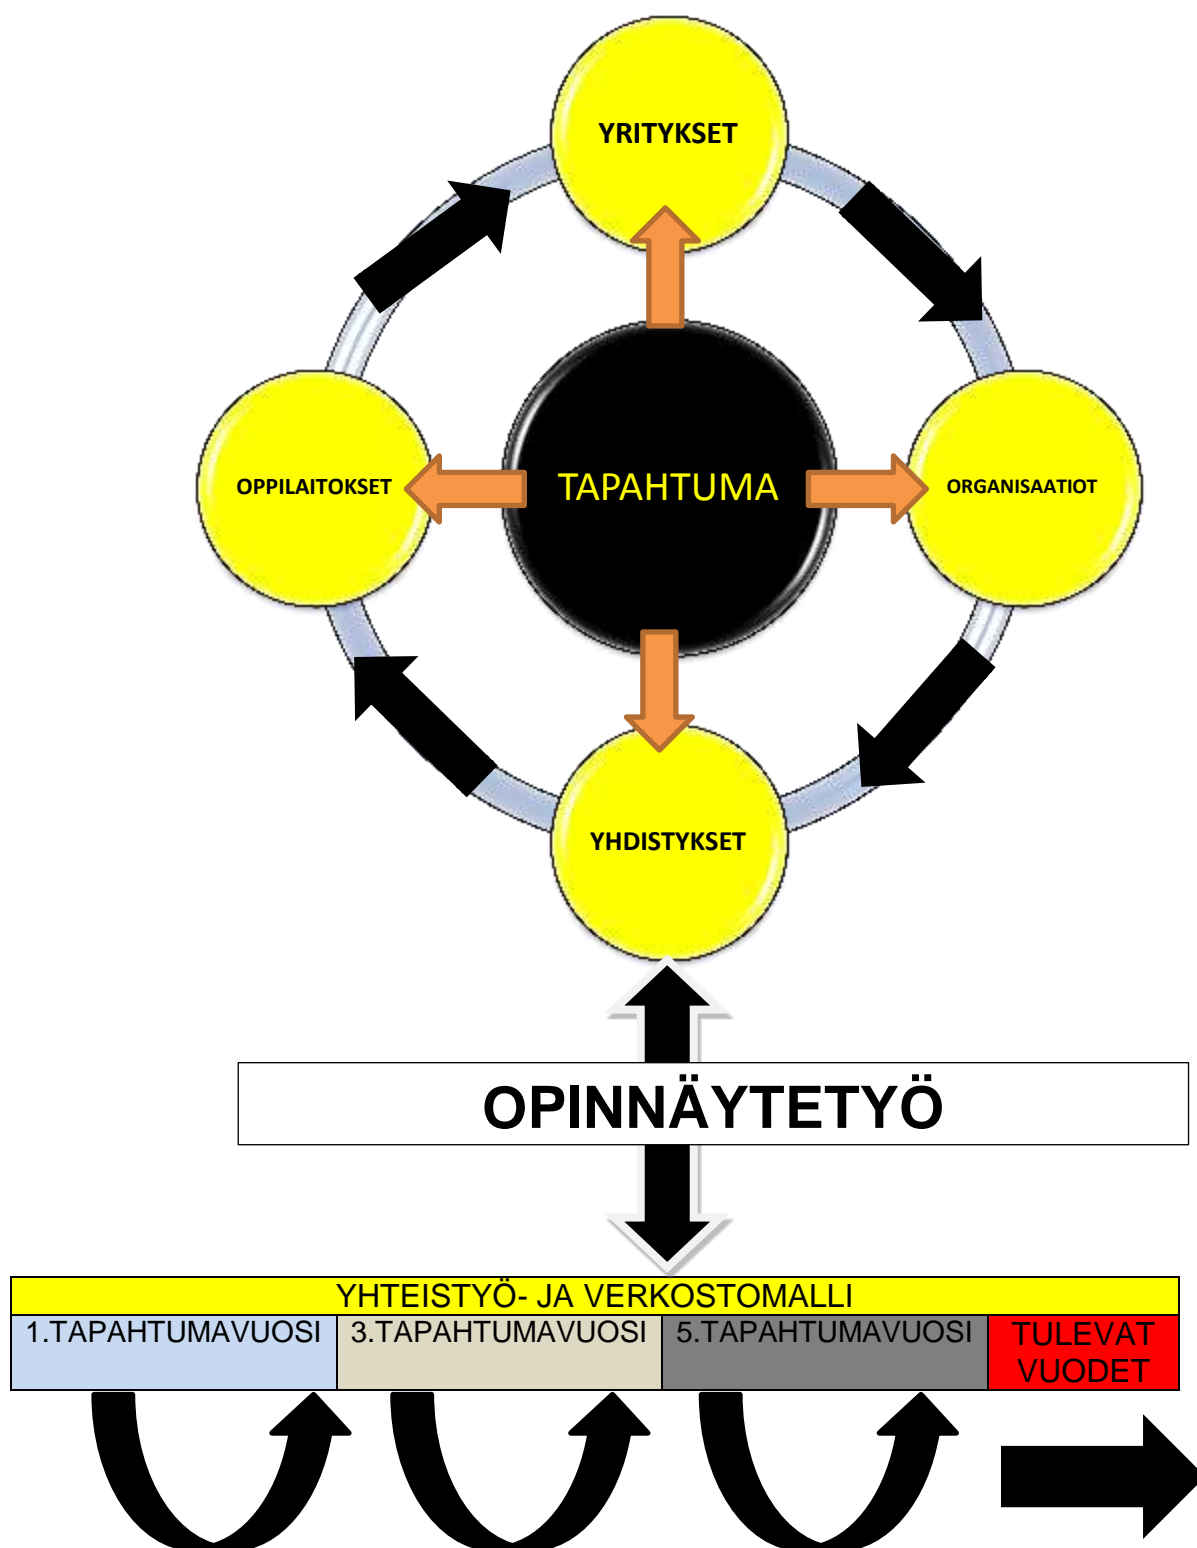 YRITYKSET
OPPILAITOKSET
TAPAHTUMA
ORGANISAATIOT
YHDISTYKSET
OPINNÄYTETYÖ
YHTEISTYÖ- JA VERKOSTOMALLI
1.TAPAHTUMAVUOSI
3.TAPAHTUMAVUOSI
5.TAPAHTUMAVUOSI
TULEVAT
VUODET